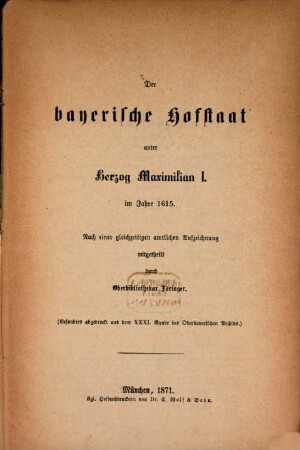 Der
bayerische Hofstaat
unter
Herzog Maximilian I.
im Jahre 1615.
Nach einer gleichzeitigen amtlichen Aufzeichnung
mitgetheilt
durch
Oberbibliothekar Föringer.
(Besonders abgedruckt aus dem XXXI. Bande des Oberbayerischen Archivs.)
München, 1871.
Kgl. Hofbuchdruckerei von Dr. C. Wolf & Sohn.